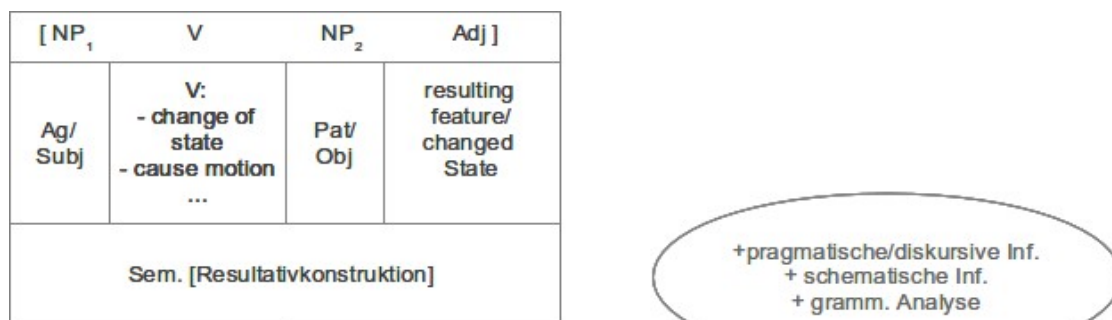 [ NP₁ V NP₂ Adj ]
Ag/
Subj
V:
- change of
state
- cause motion
...
Pat/
Obj
resulting
feature/
changed
State
Sem. [Resultativkonstruktion]
+pragmatische/diskursive Inf.
+ schematische Inf.
+ gramm. Analyse